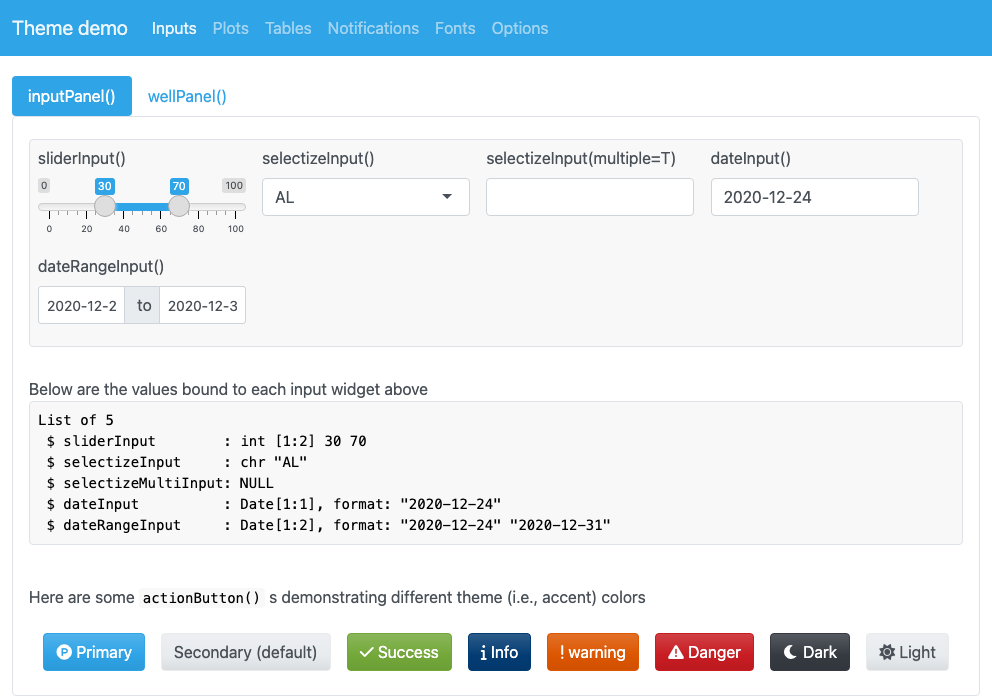 Theme demo Inputs Plots Tables Notifications Fonts Options
inputPanel() wellPanel()
sliderInput() selectizeInput() selectizeInput(multiple=T) dateInput()
0 30 70 100
AL 2020-12-24
0 20 40 60 80 100
dateRangeInput()
2020-12-2 to 2020-12-3
Below are the values bound to each input widget above
List of 5
$ sliderInput : int [1:2] 30 70
$ selectizeInput : chr "AL"
$ selectizeMultiInput: NULL
$ dateInput : Date[1:1], format: "2020-12-24"
$ dateRangeInput : Date[1:2], format: "2020-12-24" "2020-12-31"
Here are some actionButton() s demonstrating different theme (i.e., accent) colors
Primary Secondary (default) Success Info warning Danger Dark Light